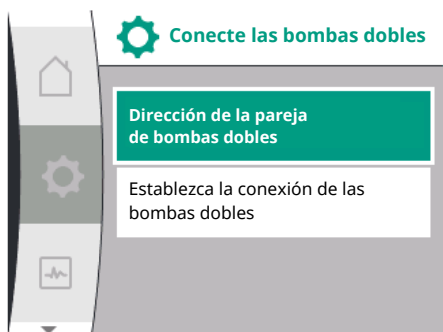 Conecte las bombas dobles
Dirección de la pareja
de bombas dobles
Establezca la conexión de las
bombas dobles